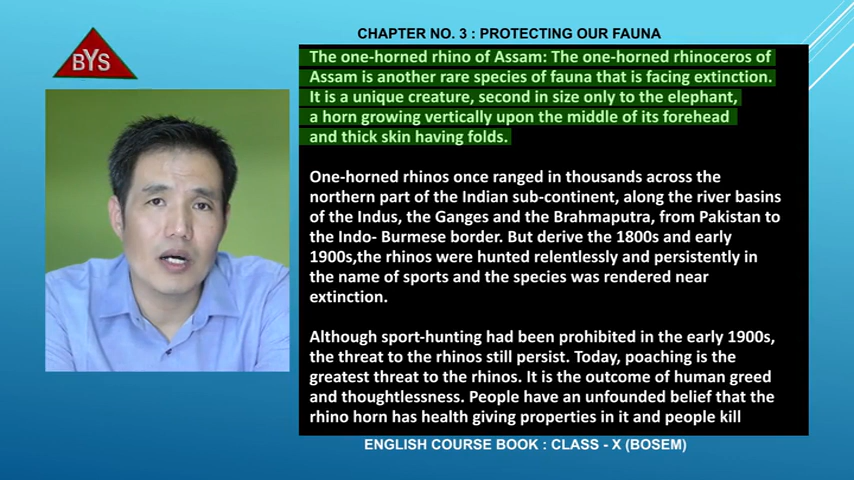 CHAPTER NO. 3 : PROTECTING OUR FAUNA
BYS
The one-horned rhino of Assam: The one-horned rhinoceros of
Assam is another rare species of fauna that is facing extinction.
It is a unique creature, second in size only to the elephant,
a horn growing vertically upon the middle of its forehead
and thick skin having folds.
One-horned rhinos once ranged in thousands across the
northern part of the Indian sub-continent, along the river basins
of the Indus, the Ganges and the Brahmaputra, from Pakistan to
the Indo- Burmese border. But derive the 1800s and early
1900s,the rhinos were hunted relentlessly and persistently in
the name of sports and the species was rendered near
extinction.
Although sport-hunting had been prohibited in the early 1900s,
the threat to the rhinos still persist. Today, poaching is the
greatest threat to the rhinos. It is the outcome of human greed
and thoughtlessness. People have an unfounded belief that the
rhino horn has health giving properties in it and people kill
ENGLISH COURSE BOOK : CLASS - X (BOSEM)